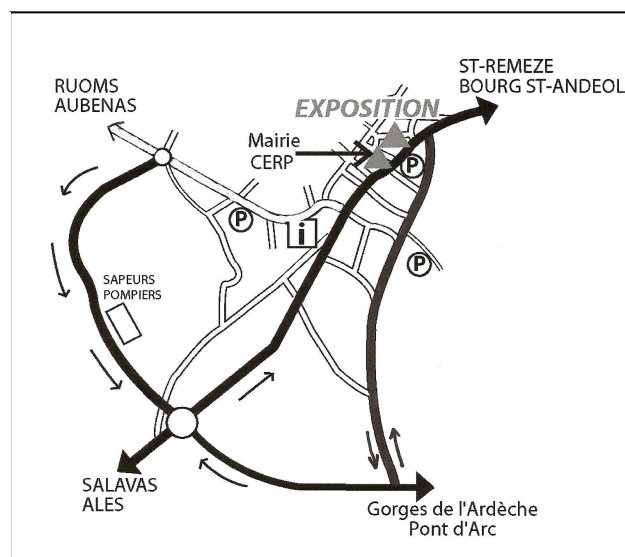 ST-REMEZE
BOURG ST-ANDEOL
RUOMS
AUBENAS
EXPOSITION
Mairie
CERP
P
P
i
P
SAPEURS
POMPIERS
SALAVAS
ALES
Gorges de l'Ardèche
Pont d'Arc